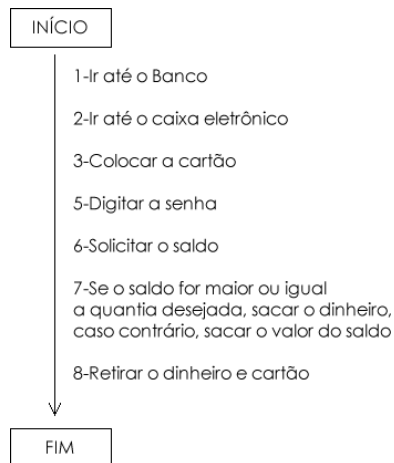 INÍCIO
1-Ir até o Banco
2-Ir até o caixa eletrônico
3-Colocar a cartão
5-Digitar a senha
6-Solicitar o saldo
7-Se o saldo for maior ou igual
a quantia desejada, sacar o dinheiro,
caso contrário, sacar o valor do saldo
8-Retirar o dinheiro e cartão
FIM